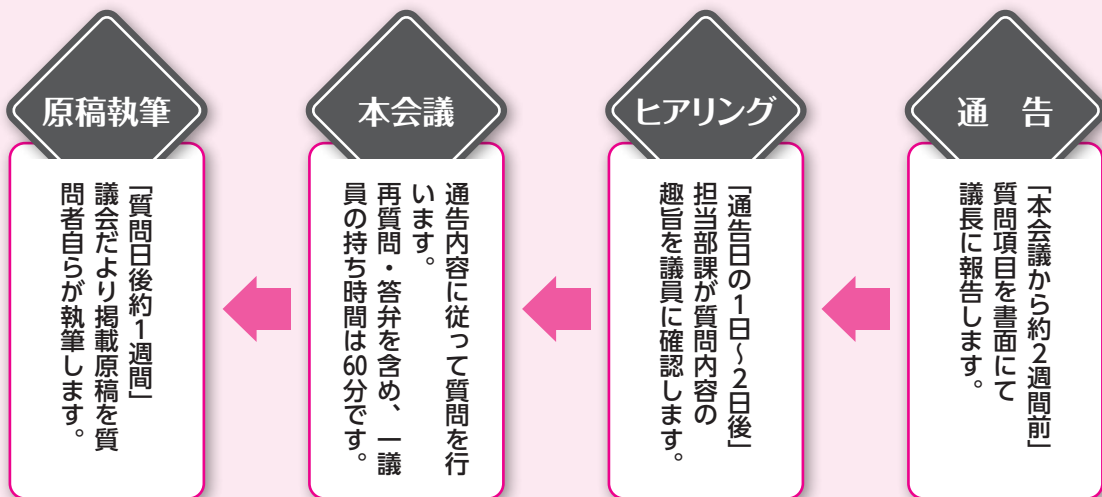 通 告
「本会議から約2週間前」
質問項目を書面にて
議長に報告します。
ヒアリング
「通告日の1日～2日後」
担当部課が質問内容の
趣旨を議員に確認します。
本会議
通告内容に従って質問を行
います。
再質問・答弁を含め、一議
員の持ち時間は60分です。
原稿執筆
「質問日後約1週間」
議会だより掲載原稿を質
問者自らが執筆します。